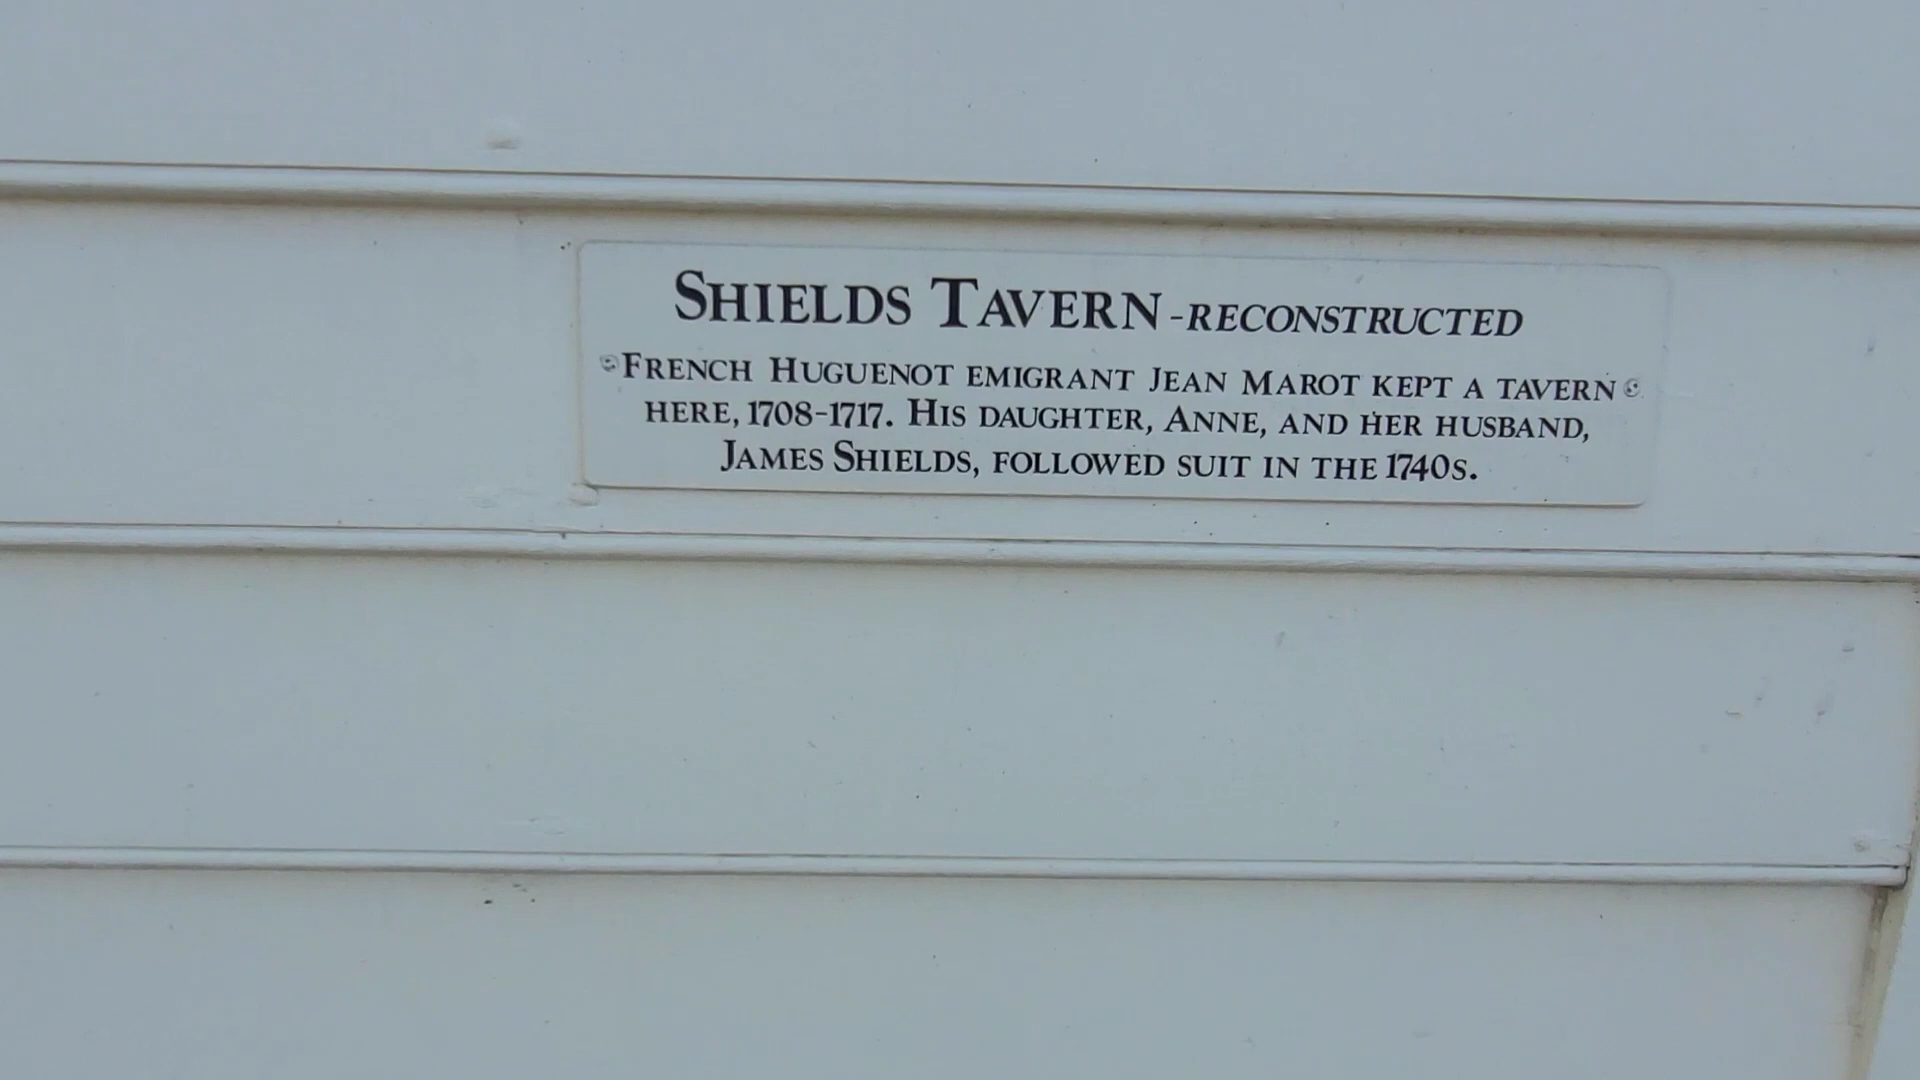 SHIELDS TAVERN-RECONSTRUCTED
FRENCH HUGUENOT EMIGRANT JEAN MAROT KEPT A TAVERN
HERE, 1708-1717. HIS DAUGHTER, ANNE, AND HER HUSBAND,
JAMES SHIELDS, FOLLOWED SUIT IN THE 1740S.